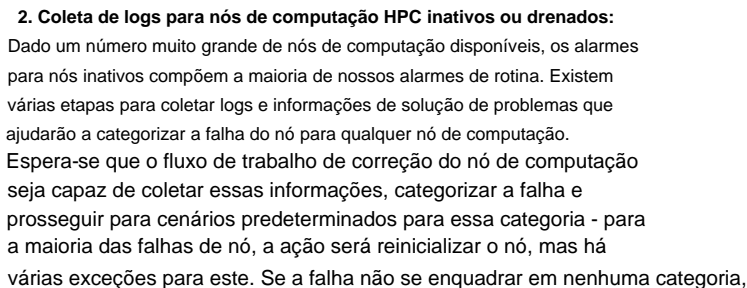 2. Coleta de logs para nós de computação HPC inativos ou drenados:
Dado um número muito grande de nós de computação disponíveis, os alarmes
para nós inativos compõem a maioria de nossos alarmes de rotina. Existem
várias etapas para coletar logs e informações de solução de problemas que
ajudarão a categorizar a falha do nó para qualquer nó de computação.
Espera-se que o fluxo de trabalho de correção do nó de computação
seja capaz de coletar essas informações, categorizar a falha e
prosseguir para cenários predeterminados para essa categoria - para
a maioria das falhas de nó, a ação será reinicializar o nó, mas há
várias exceções para este. Se a falha não se enquadrar em nenhuma categoria,